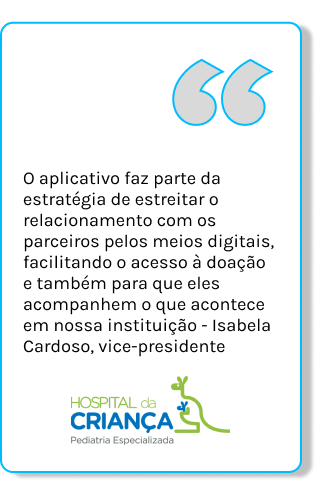 O aplicativo faz parte da
estratégia de estreitar o
relacionamento com os
parceiros pelos meios digitais,
facilitando o acesso à doação
e também para que eles
acompanhem o que acontece
em nossa instituição - Isabela
Cardoso, vice-presidente
HOSPITAL da
CRIANÇA
Pediatria Especializada